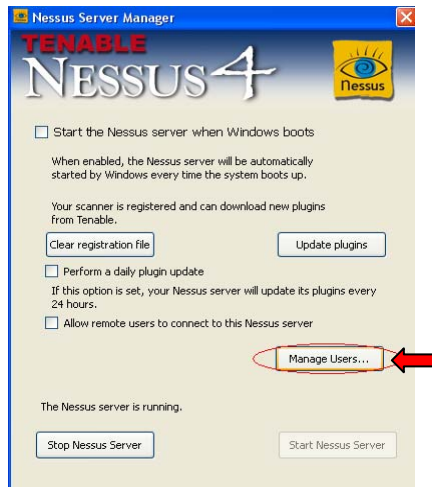 Nessus Server Manager
TENABLE
NESSUS 4
Nessus
Start the Nessus server when Windows boots
When enabled, the Nessus server will be automatically
started by Windows every time the system boots up.
Your scanner is registered and can download new plugins
from Tenable.
Clear registration file
Update plugins
Perform a daily plugin update
If this option is set, your Nessus server will update its plugins every
24 hours.
Allow remote users to connect to this Nessus server
Manage Users...
The Nessus server is running.
Stop Nessus Server
Start Nessus Server